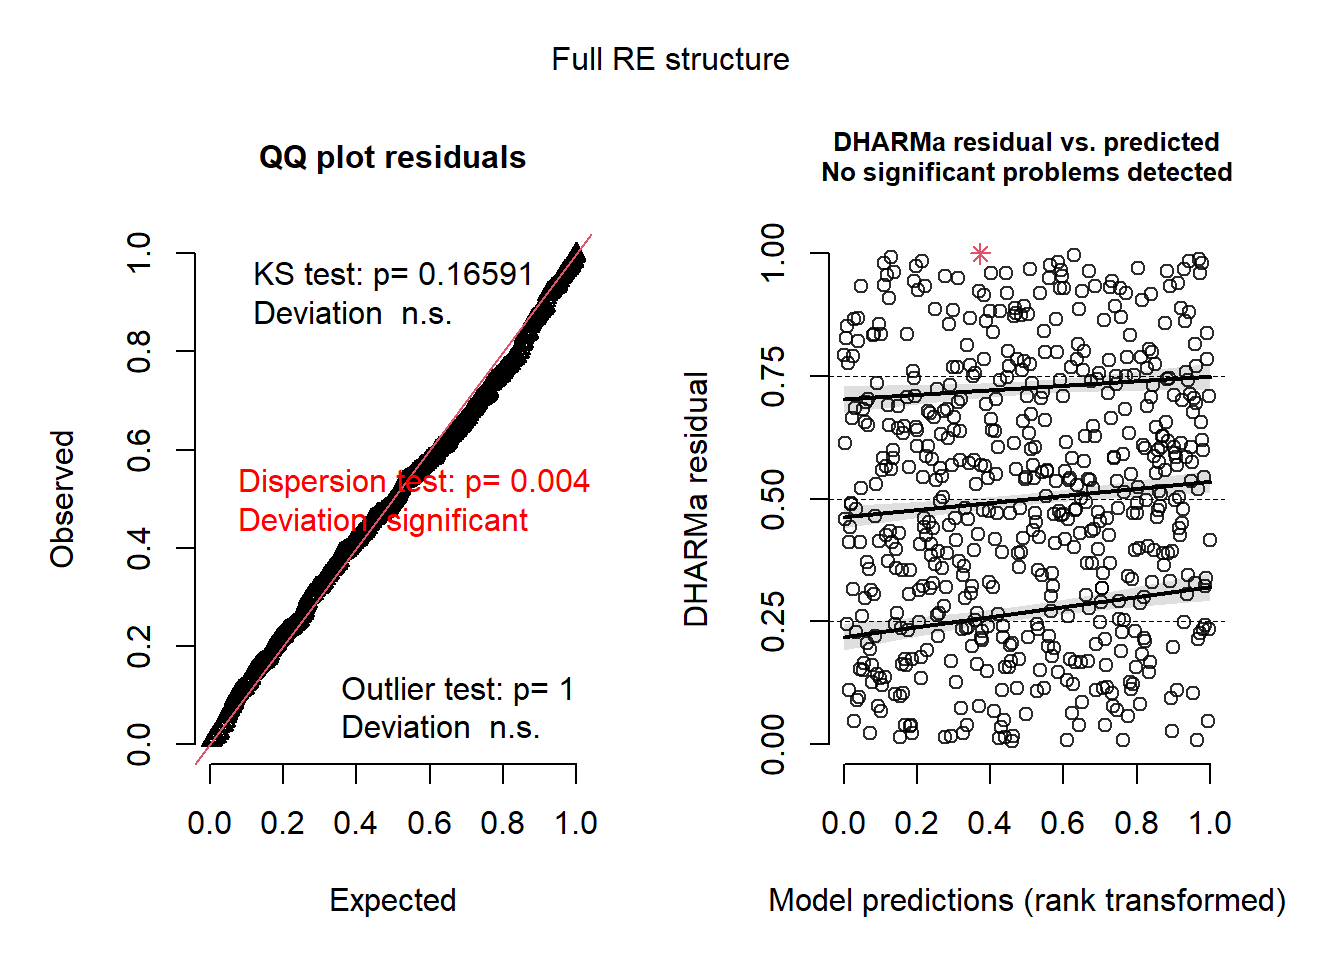 Full RE structure
QQ plot residuals
KS test: p= 0.16591
Deviation  n.s.
Dispersion test: p= 0.004
Deviation  significant
Outlier test: p= 1
Deviation  n.s.
Observed
0.0
0.2
0.4
0.6
0.8
1.0
0.0 0.2 0.4 0.6 0.8 1.0
Expected
DHARMa residual vs. predicted
No significant problems detected
DHARMa residual
0.00
0.25
0.50
0.75
1.00
0.0 0.2 0.4 0.6 0.8 1.0
Model predictions (rank transformed)